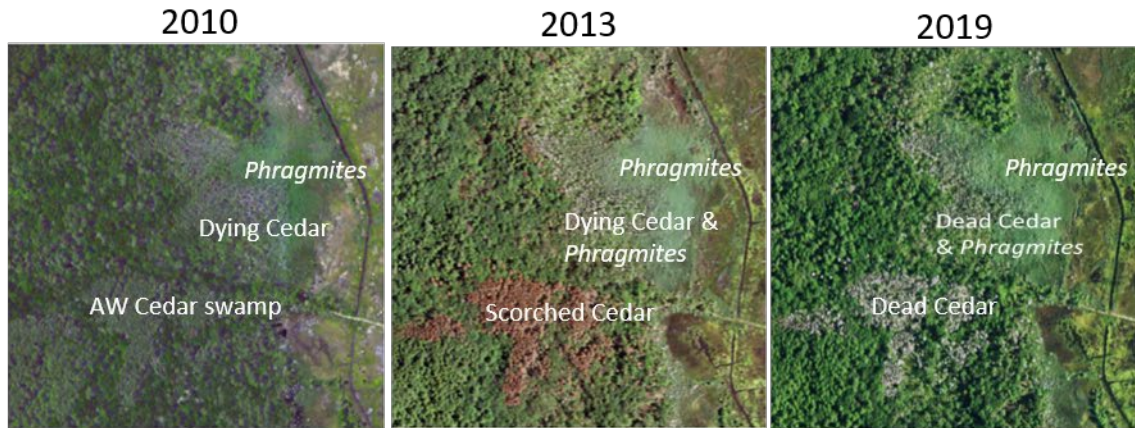 2010
2013
2019
Phragmites
Dying Cedar
AW Cedar swamp
Phragmites
Dying Cedar &
Phragmites
Scorched Cedar
Phragmites
Dead Cedar
& Phragmites
Dead Cedar